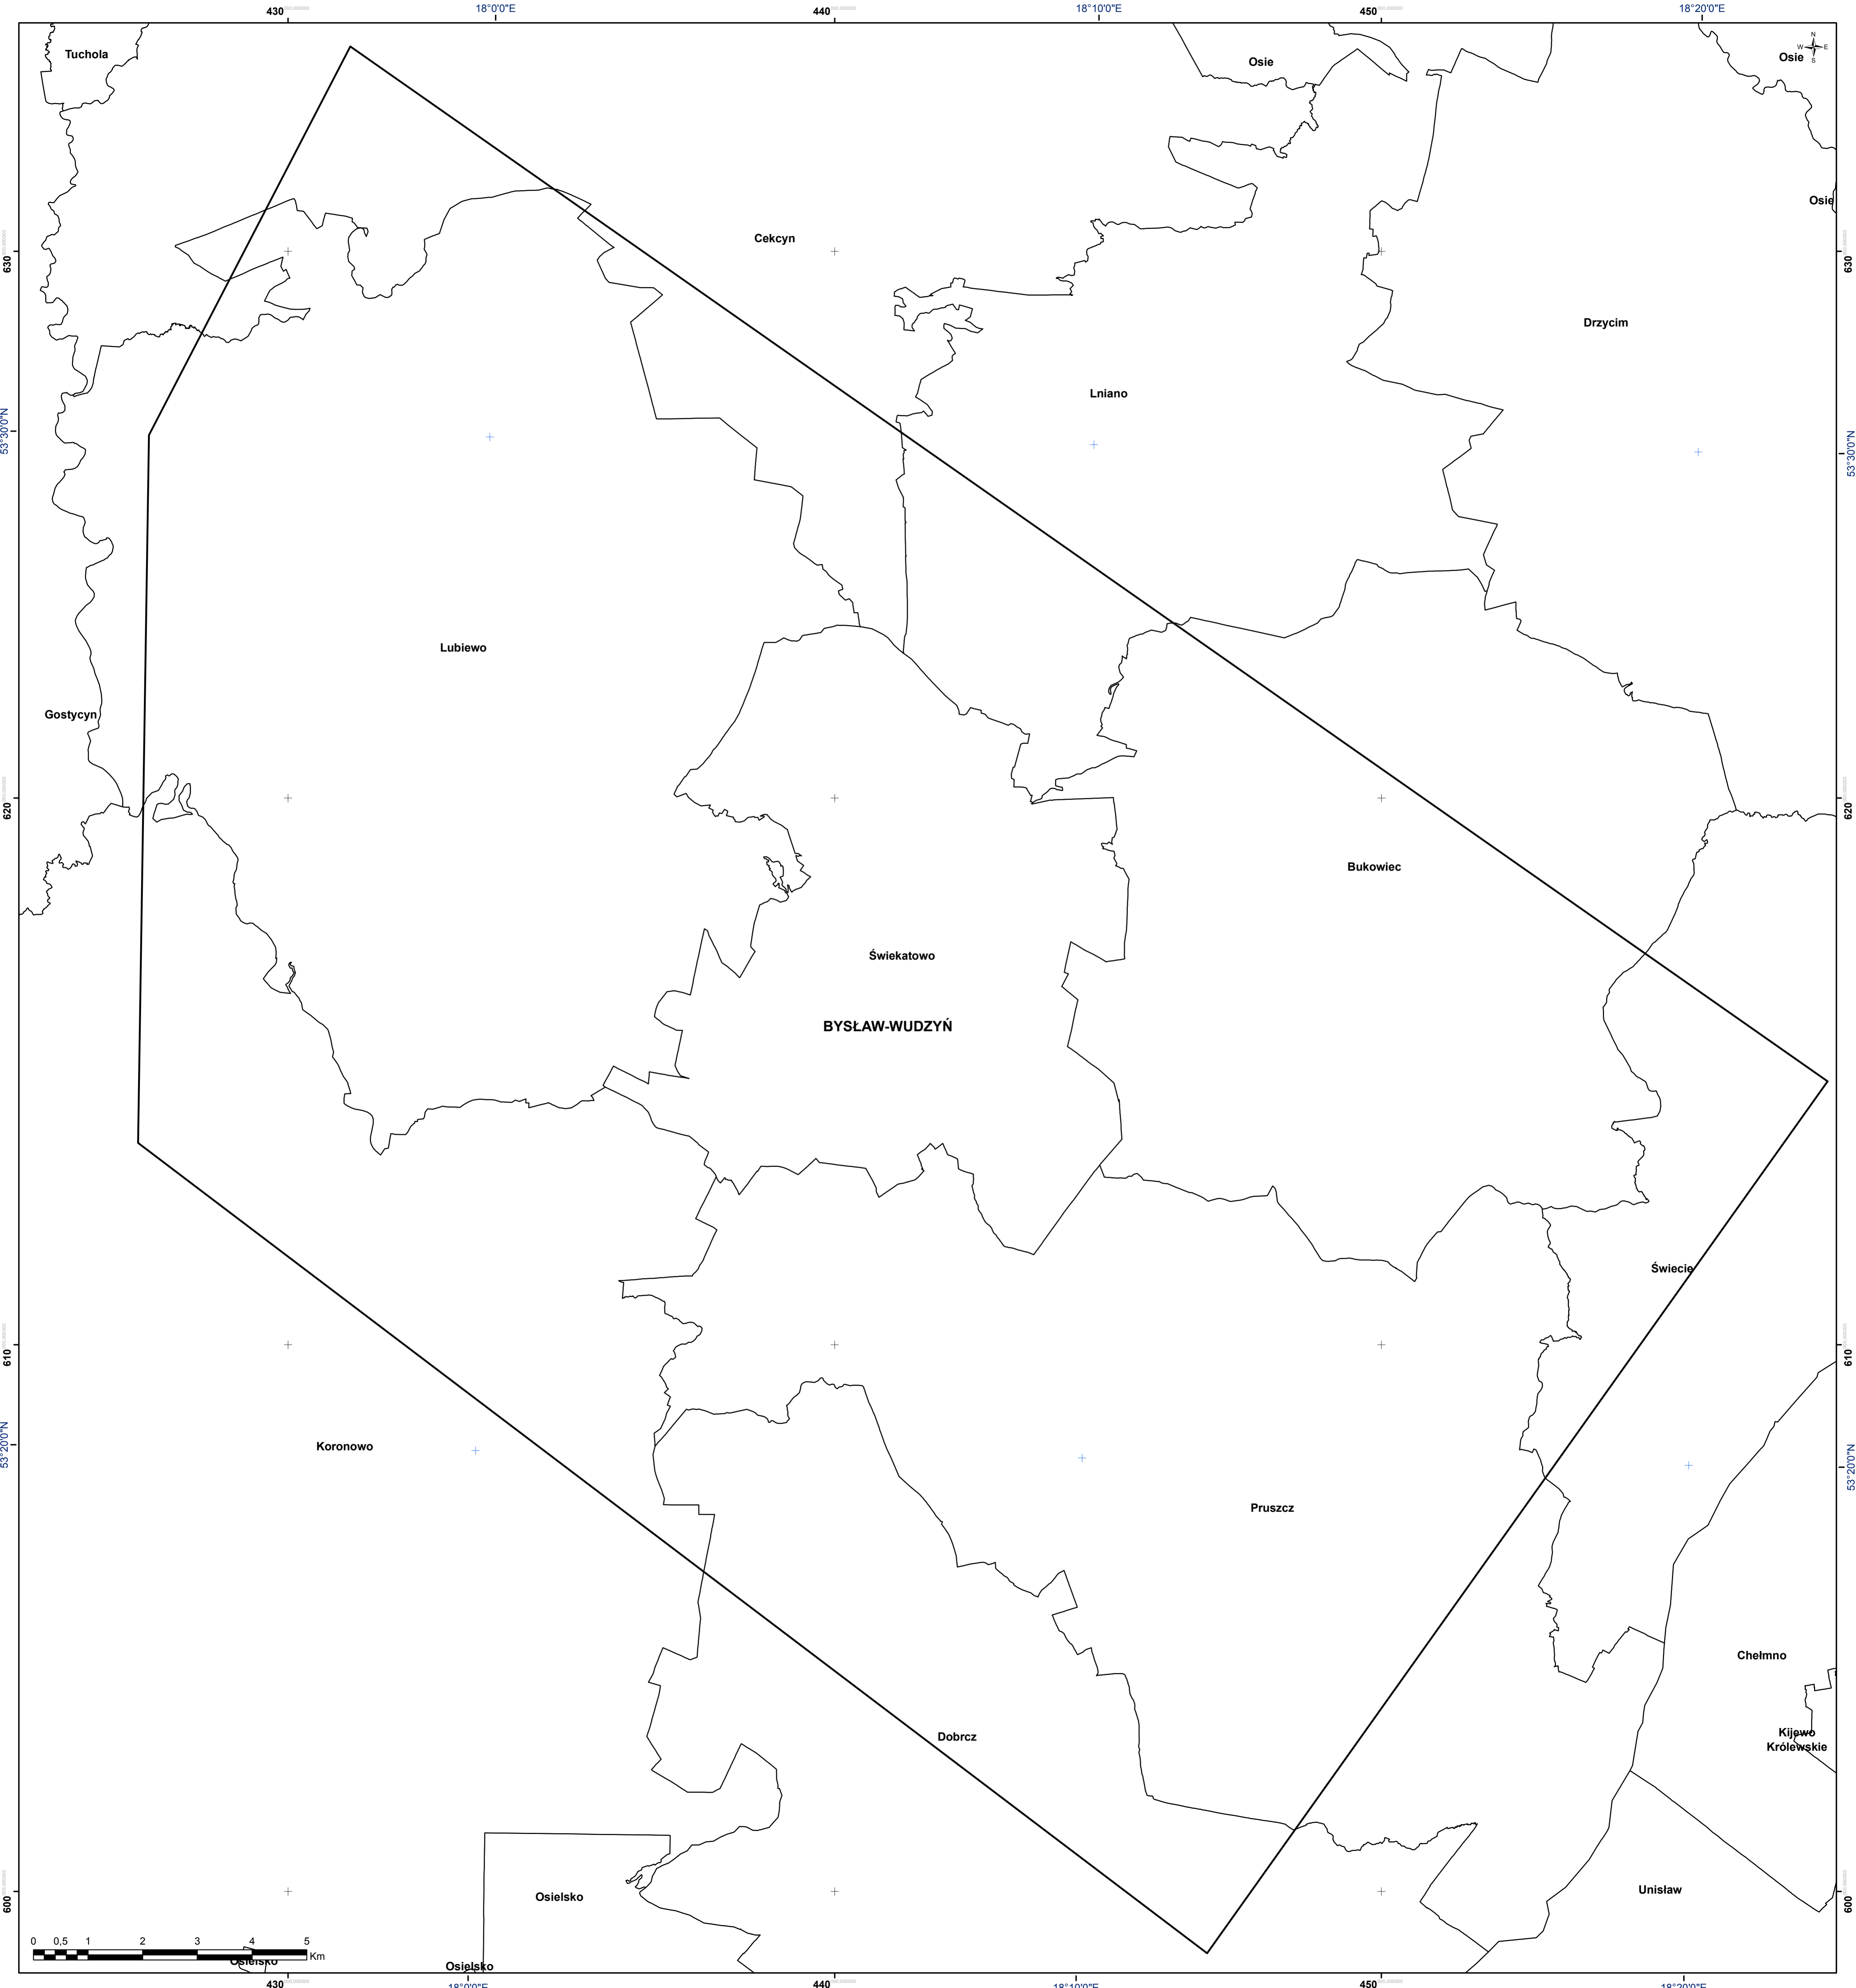 430 18°0'0"E 440 18°10'0"E 450 18°20'0"E
Tuchola
Osie
Osie
N
W E
S
Osie
Cekcyn
630
630
Drzycim
Lniano
53°30'0"N
53°30'0"N
Lubiewo
Gostycyn
620
620
Bukowiec
Świekatowo
BYSŁAW-WUDZYŃ
Świecie
610
610
Koronowo
53°20'0"N
53°20'0"N
Pruszcz
Chełmno
Dobrcz
Kijewo
Królewskie
Unisław
Osielsko
600
600
0 0,5 1 2 3 4 5
Km
Osielsko
Osielsko
430 18°0'0"E 440 18°10'0"E 450 18°20'0"E